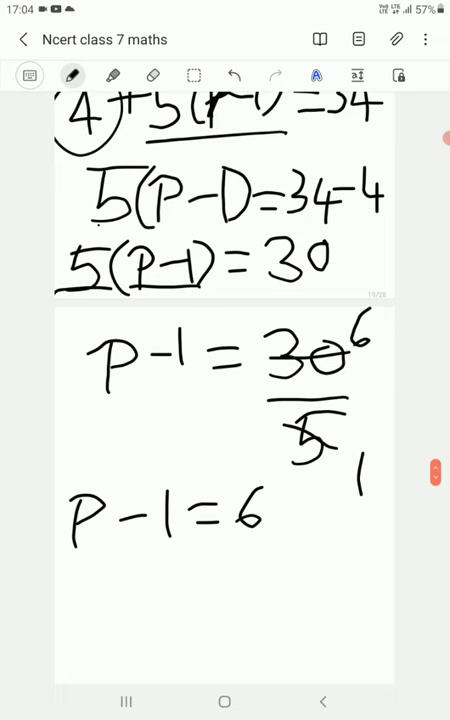 17:04 57%
Ncert class 7 maths
4+5(P-1)=34
5(P-1)=34-4
5(P-1)=30
19/28
P-1=30 6
5 1
P-1=6